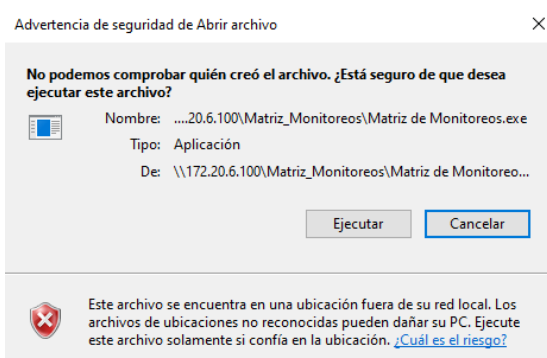 Advertencia de seguridad de Abrir archivo
No podemos comprobar quién creó el archivo. ¿Está seguro de que desea
ejecutar este archivo?
Nombre: ....20.6.100\Matriz_Monitoreos\Matriz de Monitoreos.exe
Tipo: Aplicación
De: \\172.20.6.100\Matriz_Monitoreos\Matriz de Monitoreo...
Ejecutar Cancelar
Este archivo se encuentra en una ubicación fuera de su red local. Los
archivos de ubicaciones no reconocidas pueden dañar su PC. Ejecute
este archivo solamente si confía en la ubicación. ¿Cuál es el riesgo?